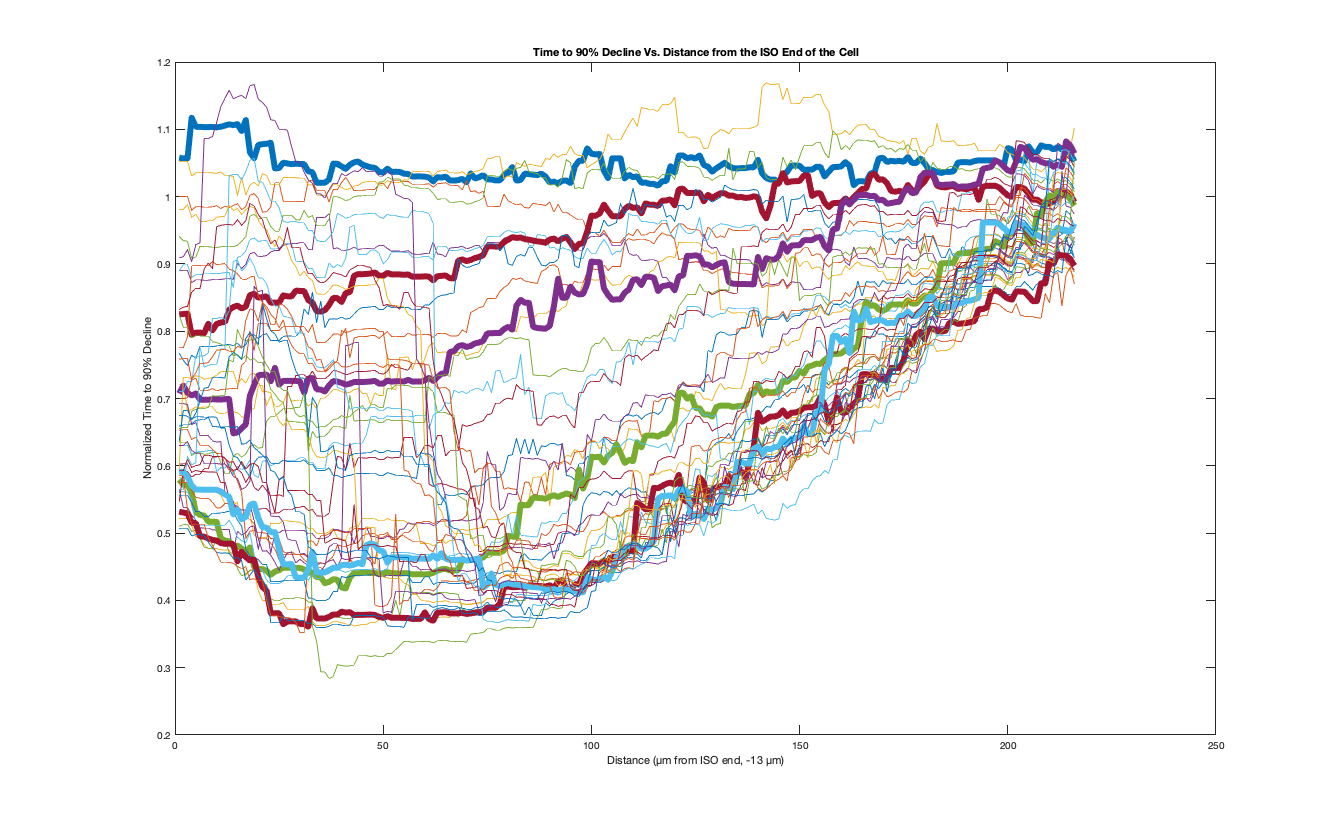 Time to 90% Decline Vs. Distance from the ISO End of the Cell
1.2
1.1
1
0.9
0.8
0.7
0.6
0.5
0.4
0.3
0.2
Normalized Time to 90% Decline
0 50 100 150 200 250
Distance (µm from ISO end, -13 µm)